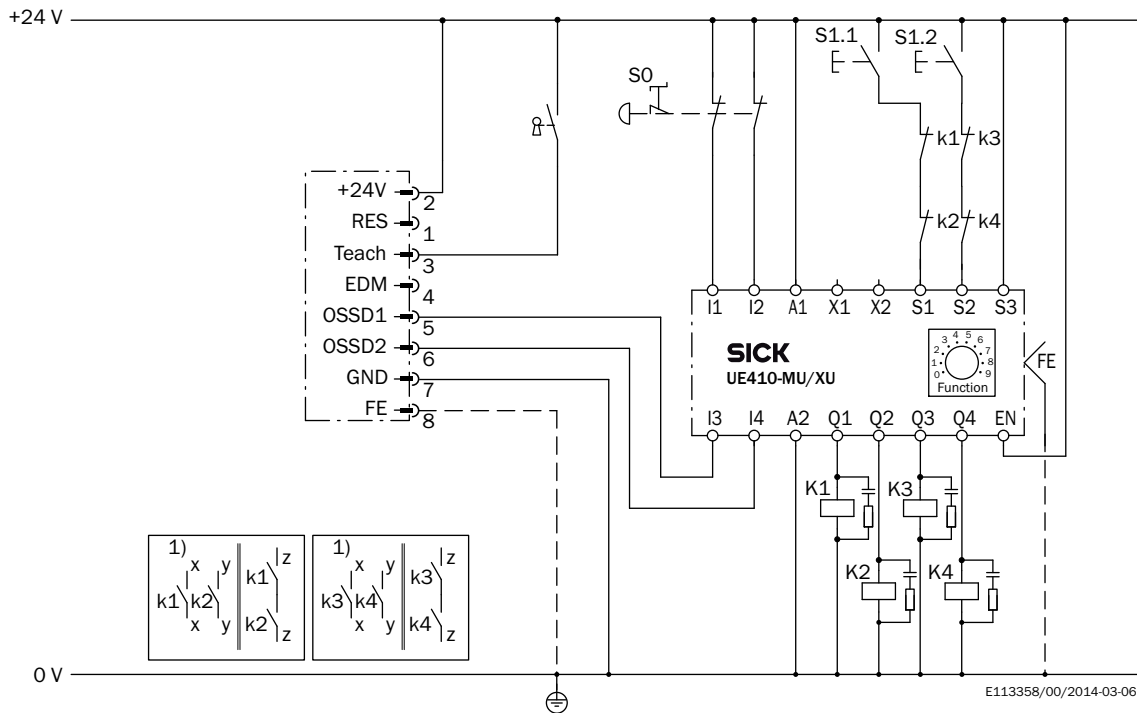 +24 V
S1.1 S1.2
S0
k1 k3
+24V 2
RES 1
k2 k4
Teach 3
EDM 4
I1 I2 A1 X1 X2 S1 S2 S3
OSSD1 5
OSSD2 6
SICK
UE410-MU/XU
0 1 2 3 4 5 6 7 8 9
Function
FE
GND 7
FE 8
I3 I4 A2 Q1 Q2 Q3 Q4 EN
K1 K3
K2 K4
1) x y k1 z
k1 k2
x y k2 z
1) x y k3 z
k3 k4
x y k4 z
0 V
E113358/00/2014-03-06